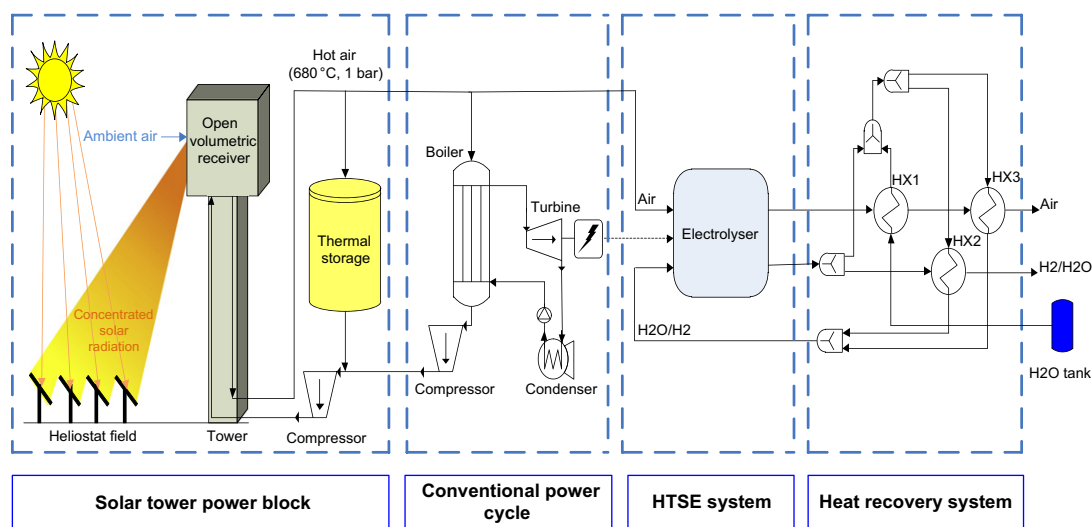 Hot air
(680 °C, 1 bar)
Ambient air
Open
volumetric
receiver
Concentrated
solar
radiation
Heliostat field
Tower
Thermal
storage
Compressor
Boiler
Turbine
Compressor
Condenser
Air
Electrolyser
H2O/H2
HX1
HX2
HX3
Air
H2/H2O
H2O tank
Solar tower power block
Conventional power
cycle
HTSE system
Heat recovery system